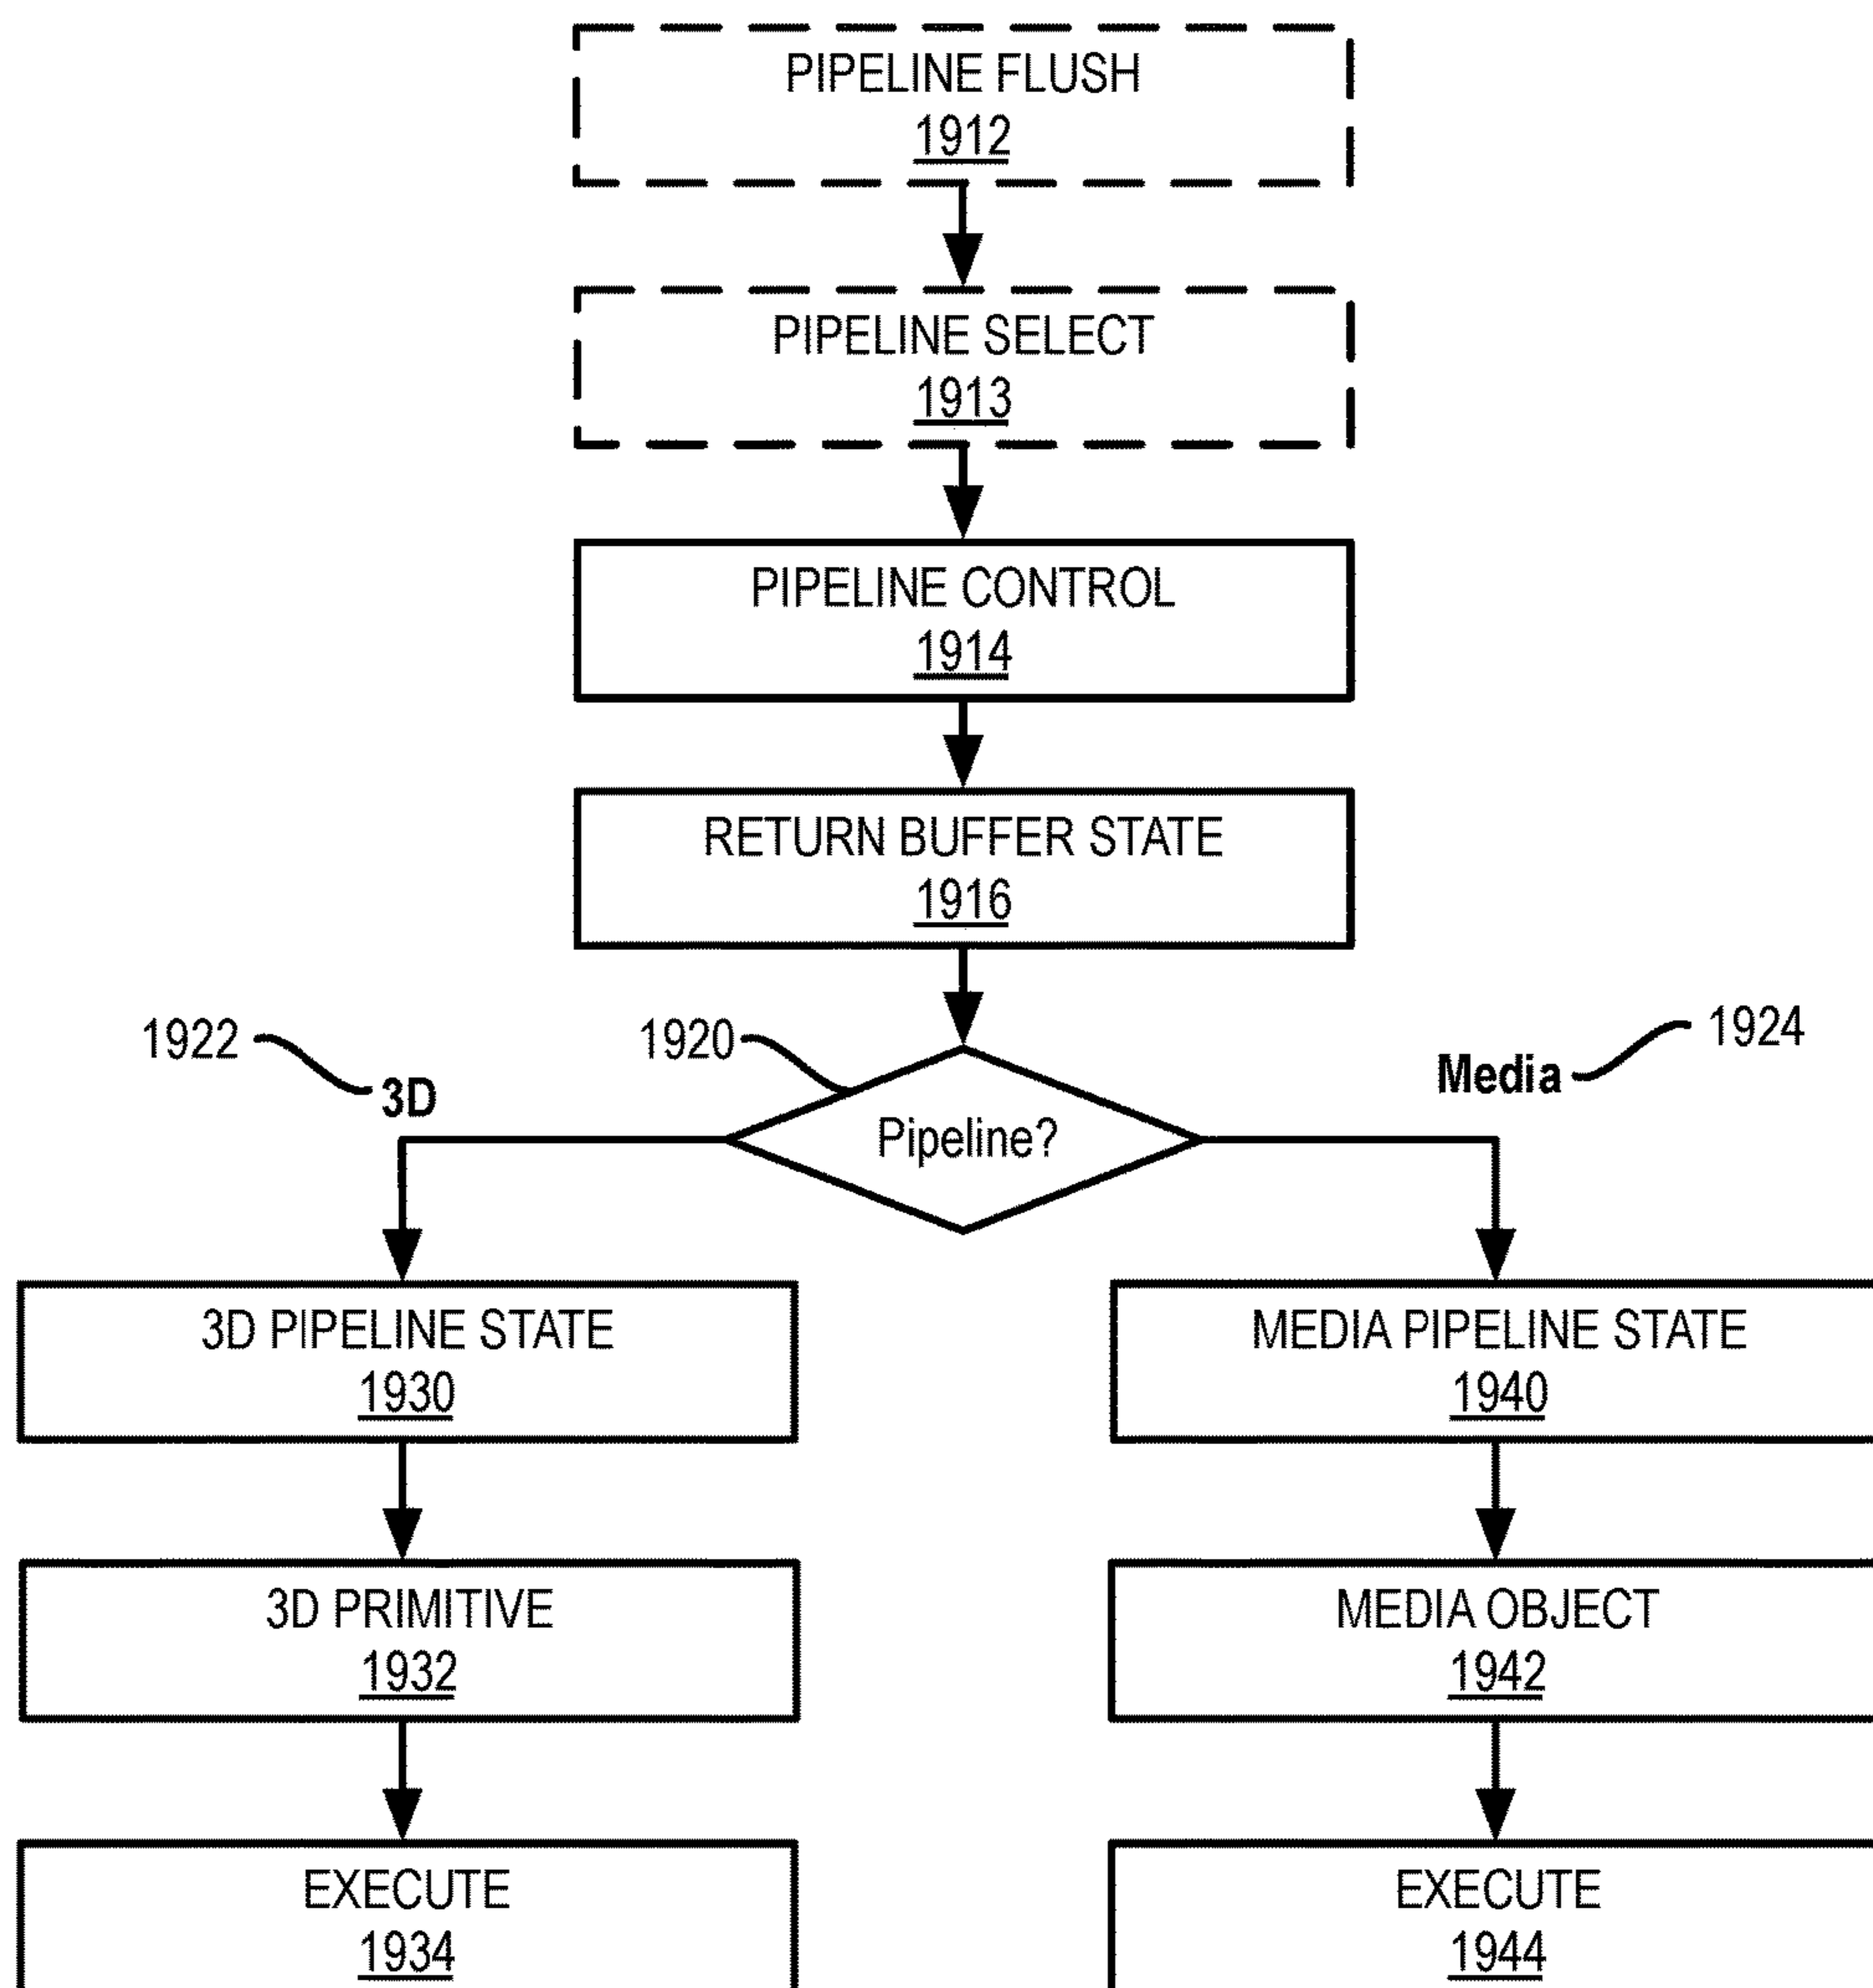 PIPELINE FLUSH
1912
PIPELINE SELECT
1913
PIPELINE CONTROL
1914
RETURN BUFFER STATE
1916
1922
1920
1924
3D
Media
Pipeline?
3D PIPELINE STATE
1930
MEDIA PIPELINE STATE
1940
3D PRIMITIVE
1932
MEDIA OBJECT
1942
EXECUTE
1934
EXECUTE
1944